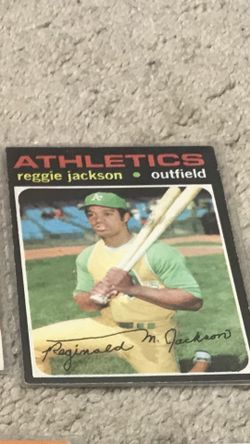 ATHLETICS
reggie jackson • outfield
Reginald M. Jackson